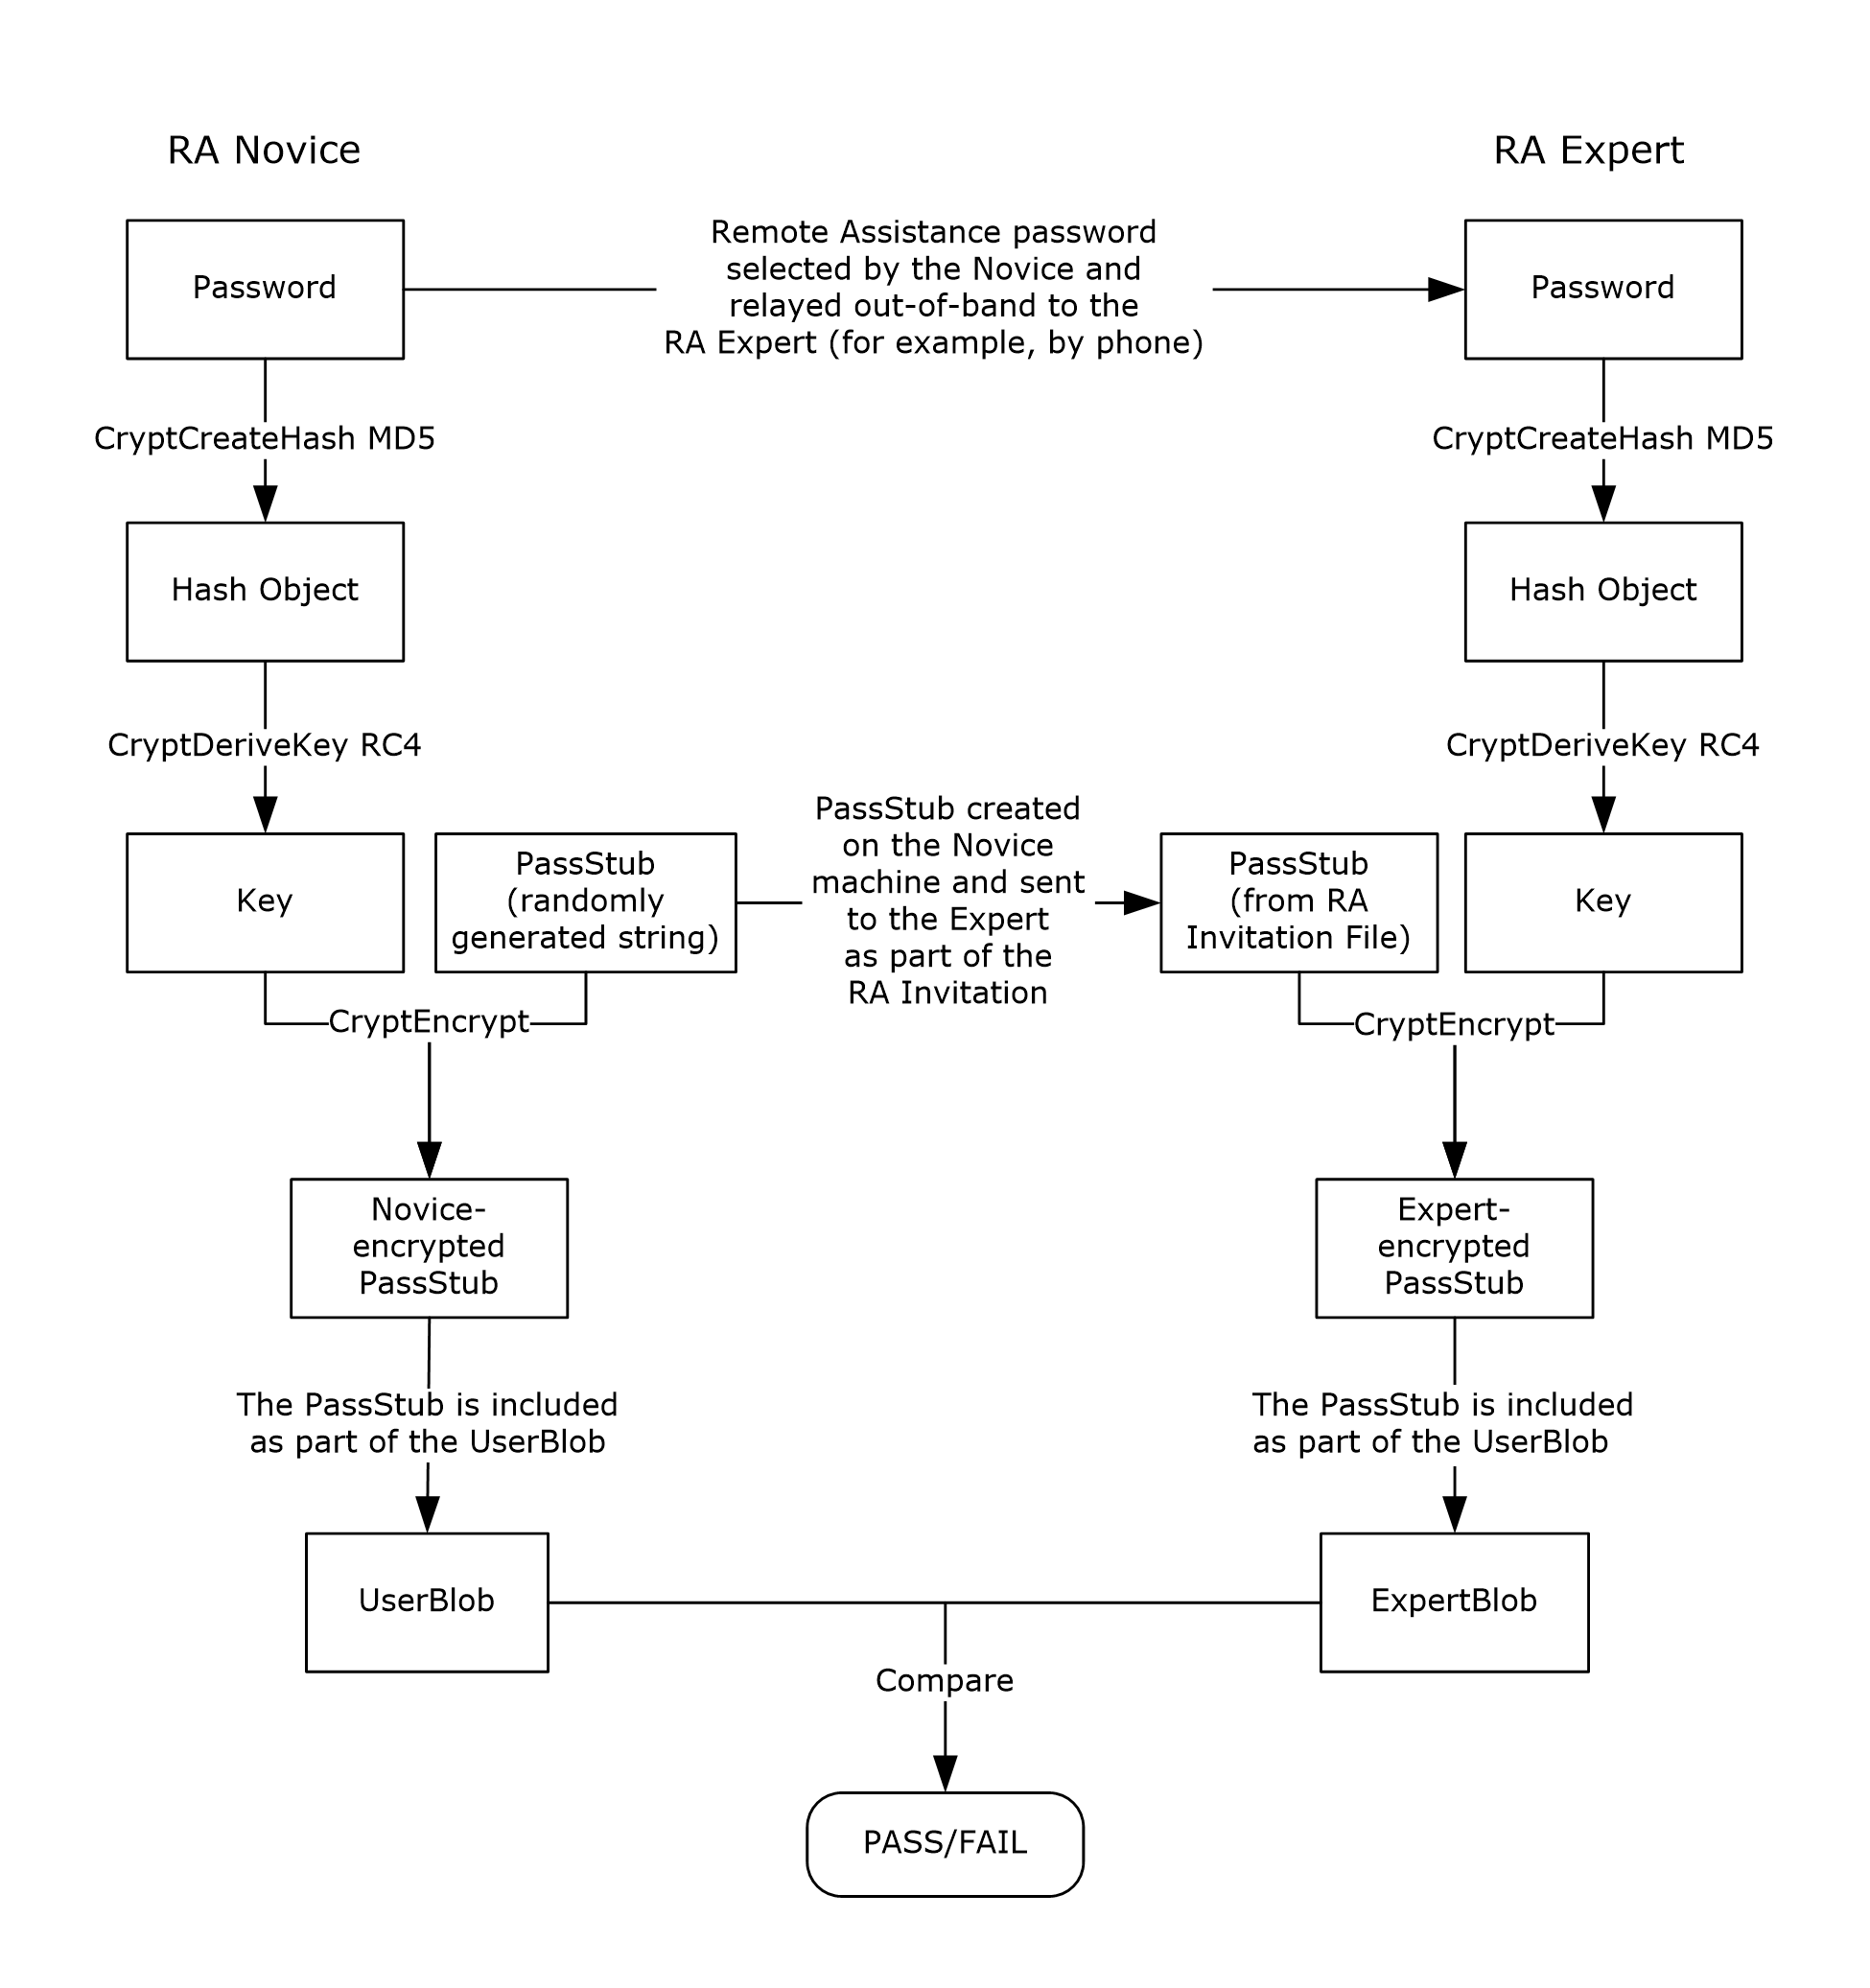 RA Novice
RA Expert
Password
Remote Assistance password
selected by the Novice and
relayed out-of-band to the
RA Expert (for example, by phone)
Password
CryptCreateHash MD5
CryptCreateHash MD5
Hash Object
Hash Object
CryptDeriveKey RC4
CryptDeriveKey RC4
Key
PassStub
(randomly
generated string)
PassStub created
on the Novice
machine and sent
to the Expert
as part of the
RA Invitation
PassStub
(from RA
Invitation File)
Key
CryptEncrypt
CryptEncrypt
Novice-
encrypted
PassStub
Expert-
encrypted
PassStub
The PassStub is included
as part of the UserBlob
The PassStub is included
as part of the UserBlob
UserBlob
ExpertBlob
Compare
PASS/FAIL